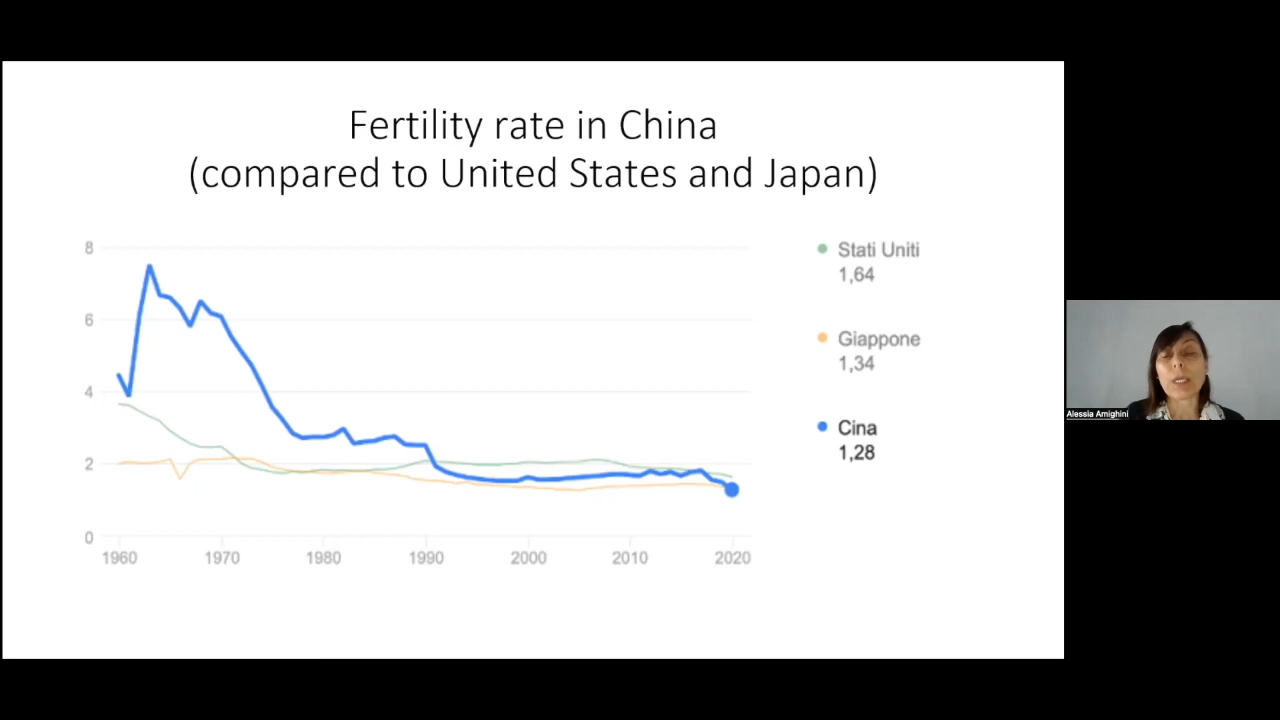 Fertility rate in China
(compared to United States and Japan)
8
6
4
2
0
1960 1970 1980 1990 2000 2010 2020
Stati Uniti
1,64
Giappone
1,34
Cina
1,28
Alessia Amighini